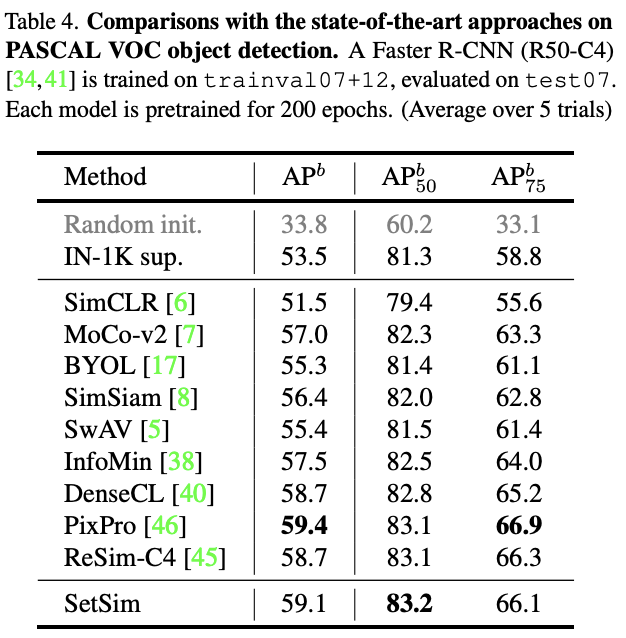 Table 4. Comparisons with the state-of-the-art approaches on
PASCAL VOC object detection. A Faster R-CNN (R50-C4)
[34,41] is trained on trainval07+12, evaluated on test07.
Each model is pretrained for 200 epochs. (Average over 5 trials)
Method AP^b AP^b_50 AP^b_75
Random init. 33.8 60.2 33.1
IN-1K sup. 53.5 81.3 58.8
SimCLR [6] 51.5 79.4 55.6
MoCo-v2 [7] 57.0 82.3 63.3
BYOL [17] 55.3 81.4 61.1
SimSiam [8] 56.4 82.0 62.8
SwAV [5] 55.4 81.5 61.4
InfoMin [38] 57.5 82.5 64.0
DenseCL [40] 58.7 82.8 65.2
PixPro [46] 59.4 83.1 66.9
ReSim-C4 [45] 58.7 83.1 66.3
SetSim 59.1 83.2 66.1